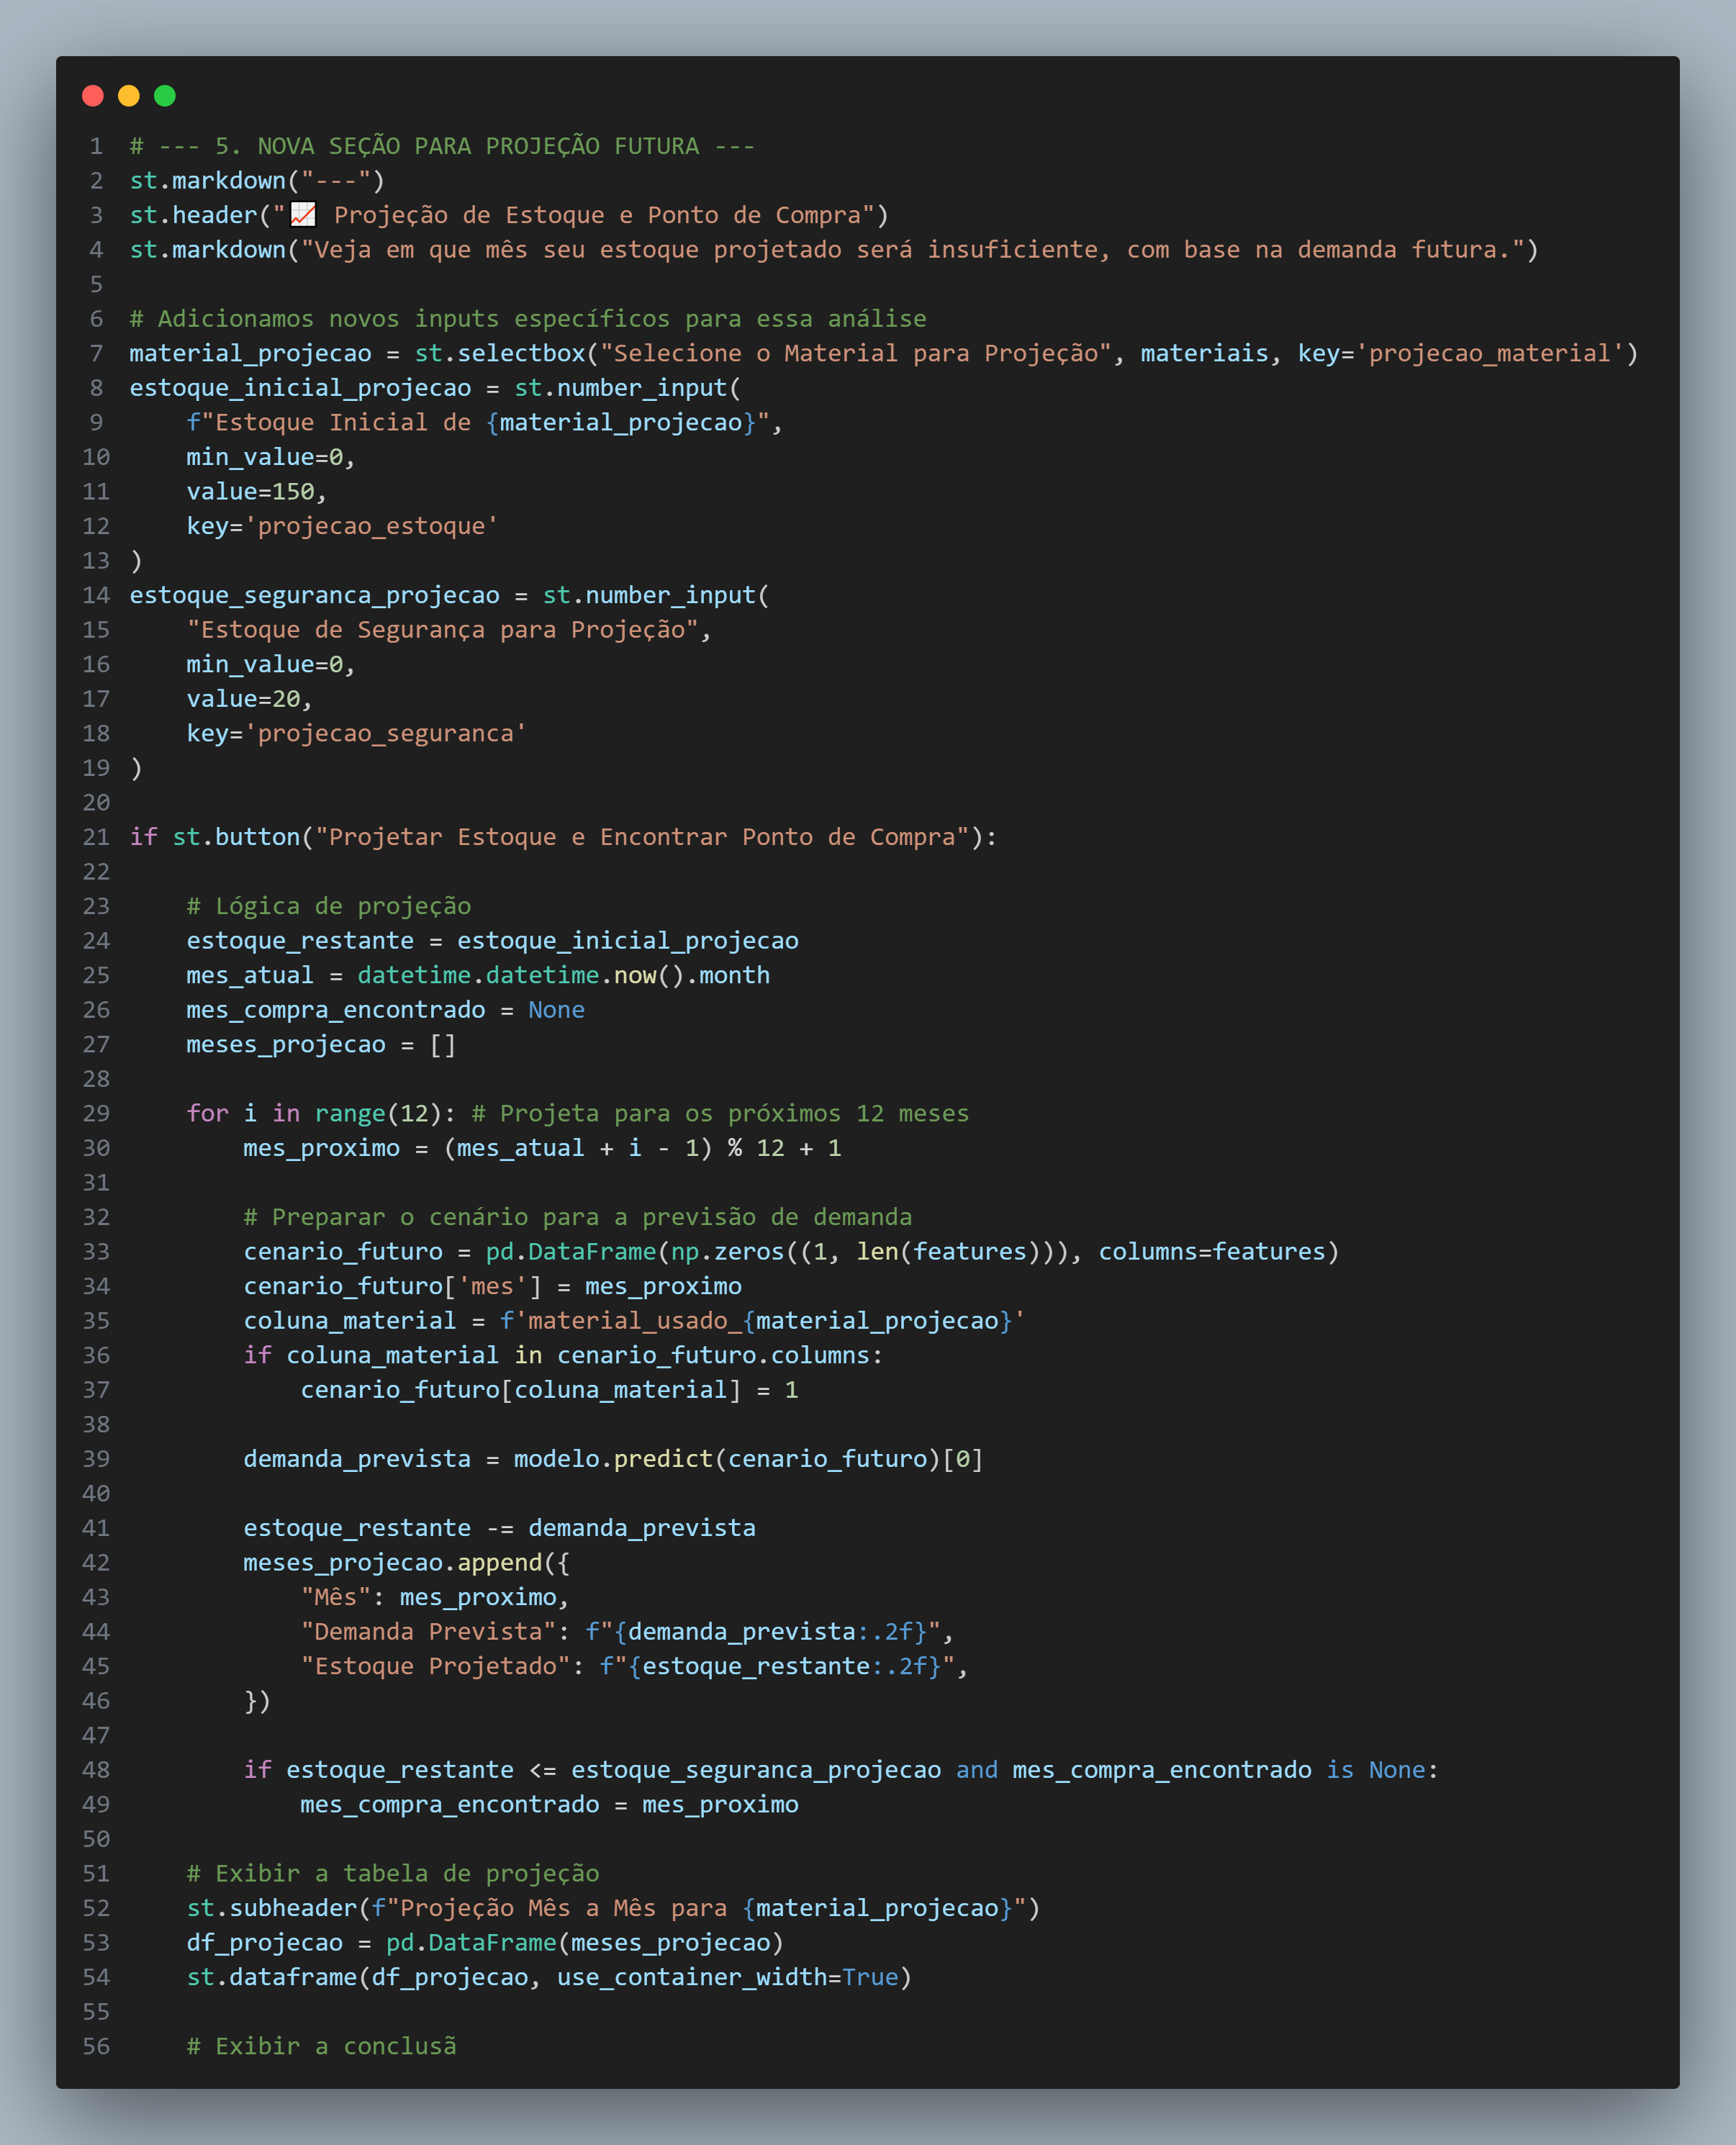 1 # --- 5. NOVA SEÇÃO PARA PROJEÇÃO FUTURA ---
2 st.markdown("---")
3 st.header("📈 Projeção de Estoque e Ponto de Compra")
4 st.markdown("Veja em que mês seu estoque projetado será insuficiente, com base na demanda futura.")
5
6 # Adicionamos novos inputs específicos para essa análise
7 material_projecao = st.selectbox("Selecione o Material para Projeção", materiais, key='projecao_material')
8 estoque_inicial_projecao = st.number_input(
9     f"Estoque Inicial de {material_projecao}",
10     min_value=0,
11     value=150,
12     key='projecao_estoque'
13 )
14 estoque_seguranca_projecao = st.number_input(
15     "Estoque de Segurança para Projeção",
16     min_value=0,
17     value=20,
18     key='projecao_seguranca'
19 )
20
21 if st.button("Projetar Estoque e Encontrar Ponto de Compra"):
22
23     # Lógica de projeção
24     estoque_restante = estoque_inicial_projecao
25     mes_atual = datetime.datetime.now().month
26     mes_compra_encontrado = None
27     meses_projecao = []
28
29     for i in range(12): # Projeta para os próximos 12 meses
30         mes_proximo = (mes_atual + i - 1) % 12 + 1
31
32         # Preparar o cenário para a previsão de demanda
33         cenario_futuro = pd.DataFrame(np.zeros((1, len(features))), columns=features)
34         cenario_futuro['mes'] = mes_proximo
35         coluna_material = f'material_usado_{material_projecao}'
36         if coluna_material in cenario_futuro.columns:
37             cenario_futuro[coluna_material] = 1
38
39         demanda_prevista = modelo.predict(cenario_futuro)[0]
40
41         estoque_restante -= demanda_prevista
42         meses_projecao.append({
43             "Mês": mes_proximo,
44             "Demanda Prevista": f"{demanda_prevista:.2f}",
45             "Estoque Projetado": f"{estoque_restante:.2f}",
46         })
47
48         if estoque_restante <= estoque_seguranca_projecao and mes_compra_encontrado is None:
49             mes_compra_encontrado = mes_proximo
50
51     # Exibir a tabela de projeção
52     st.subheader(f"Projeção Mês a Mês para {material_projecao}")
53     df_projecao = pd.DataFrame(meses_projecao)
54     st.dataframe(df_projecao, use_container_width=True)
55
56     # Exibir a conclusã